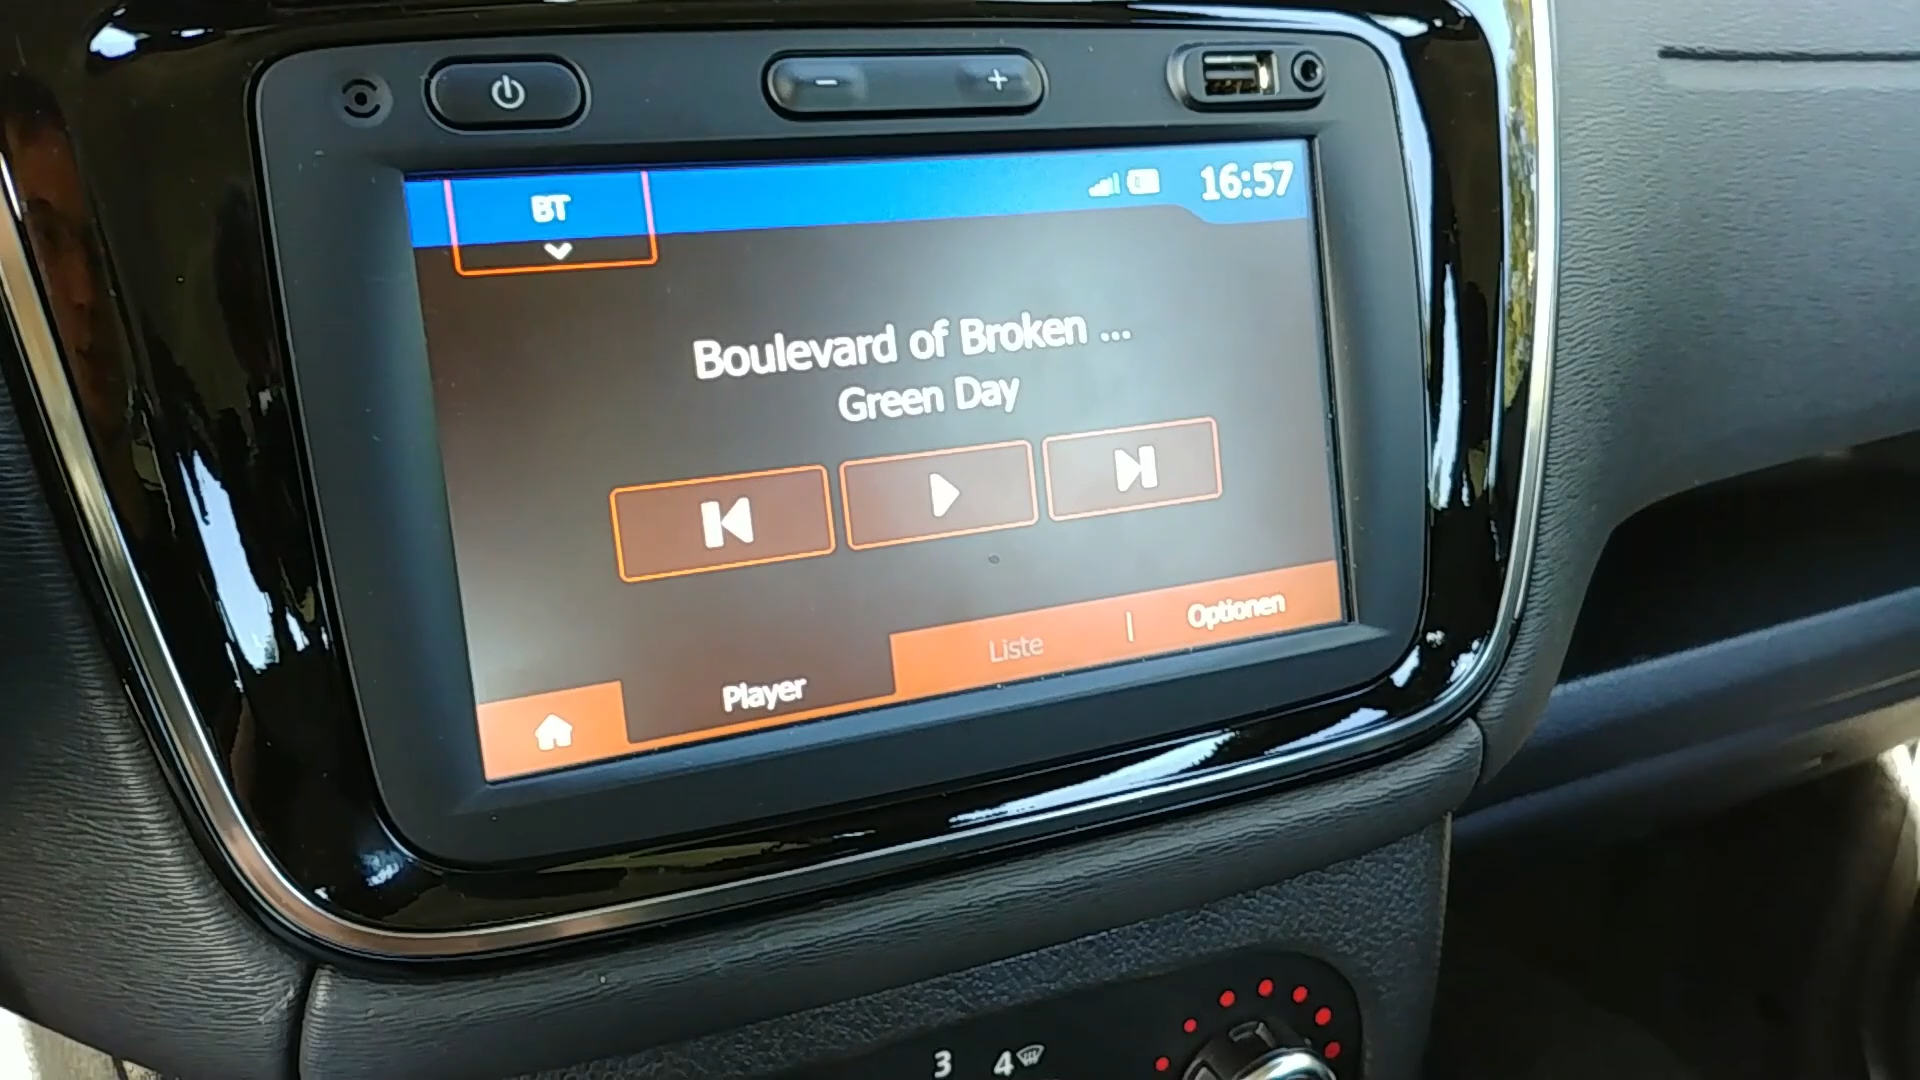 BT
16:57
Boulevard of Broken ...
Green Day
Player
Liste
Optionen
3
4